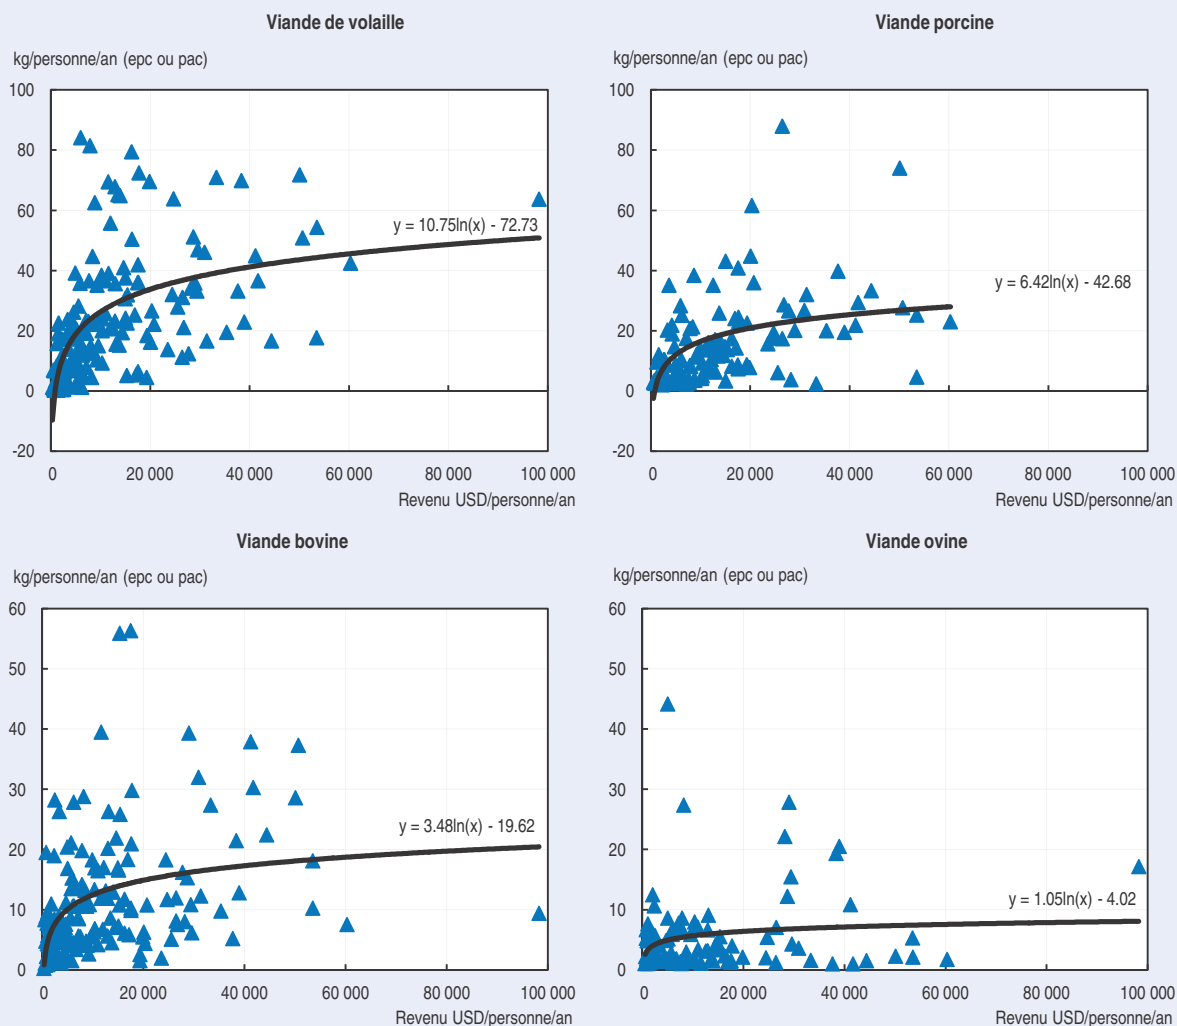 Viande de volaille
kg/personne/an (epc ou pac)
100
80
60
40
20
0
-20
y = 10.75ln(x) - 72.73
0 20 000 40 000 60 000 80 000 100 000
Revenu USD/personne/an
Viande porcine
kg/personne/an (epc ou pac)
100
80
60
40
20
0
-20
y = 6.42ln(x) - 42.68
0 20 000 40 000 60 000 80 000 100 000
Revenu USD/personne/an
Viande bovine
kg/personne/an (epc ou pac)
60
50
40
30
20
10
0
y = 3.48ln(x) - 19.62
0 20 000 40 000 60 000 80 000 100 000
Revenu USD/personne/an
Viande ovine
kg/personne/an (epc ou pac)
60
50
40
30
20
10
0
y = 1.05ln(x) - 4.02
0 20 000 40 000 60 000 80 000 100 000
Revenu USD/personne/an